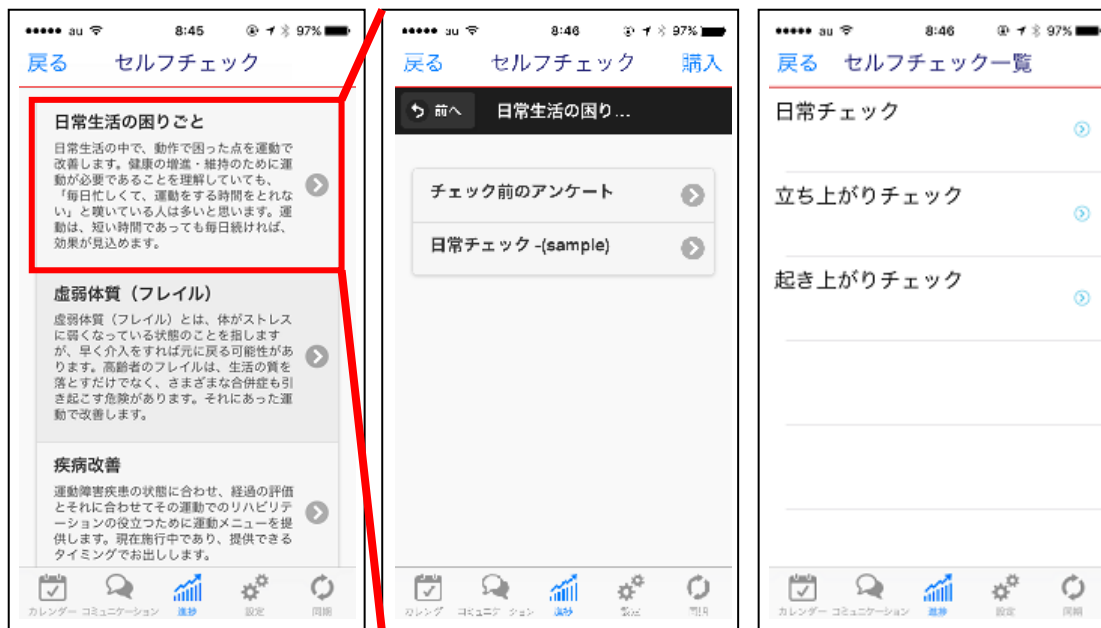 au 8:45 97%
戻る セルフチェック
日常生活の困りごと
日常生活の中で、動作で困った点を運動で
改善します。健康の増進・維持のために運
動が必要であることを理解していても、
「毎日忙しくて、運動をする時間をとれな
い」と嘆いている人は多いと思います。運
動は、短い時間であっても毎日続ければ、
効果が見込めます。
虚弱体質（フレイル）
虚弱体質（フレイル）とは、体がストレス
に弱くなっている状態のことを指します
が、早く介入をすれば元に戻る可能性があ
ります。高齢者のフレイルは、生活の質を
落とすだけでなく、さまざまな合併症も引
き起こす危険があります。それにあった運
動で改善します。
疾病改善
運動障害疾患の状態に合わせ、経過の評価
とそれに合わせてその運動でのリハビリテ
ーションの役立つために運動メニューを提
供します。現在施行中であり、提供できる
タイミングでお出しします。
カレンダー コミュニケーション 進捗 設定 同期
au 8:46 97%
戻る セルフチェック 購入
前へ 日常生活の困り...
チェック前のアンケート
日常チェック -(sample)
カレンダー コミュニケーション 進捗 設定 同期
au 8:46 97%
戻る セルフチェック一覧
日常チェック
立ち上がりチェック
起き上がりチェック
カレンダー コミュニケーション 進捗 設定 同期